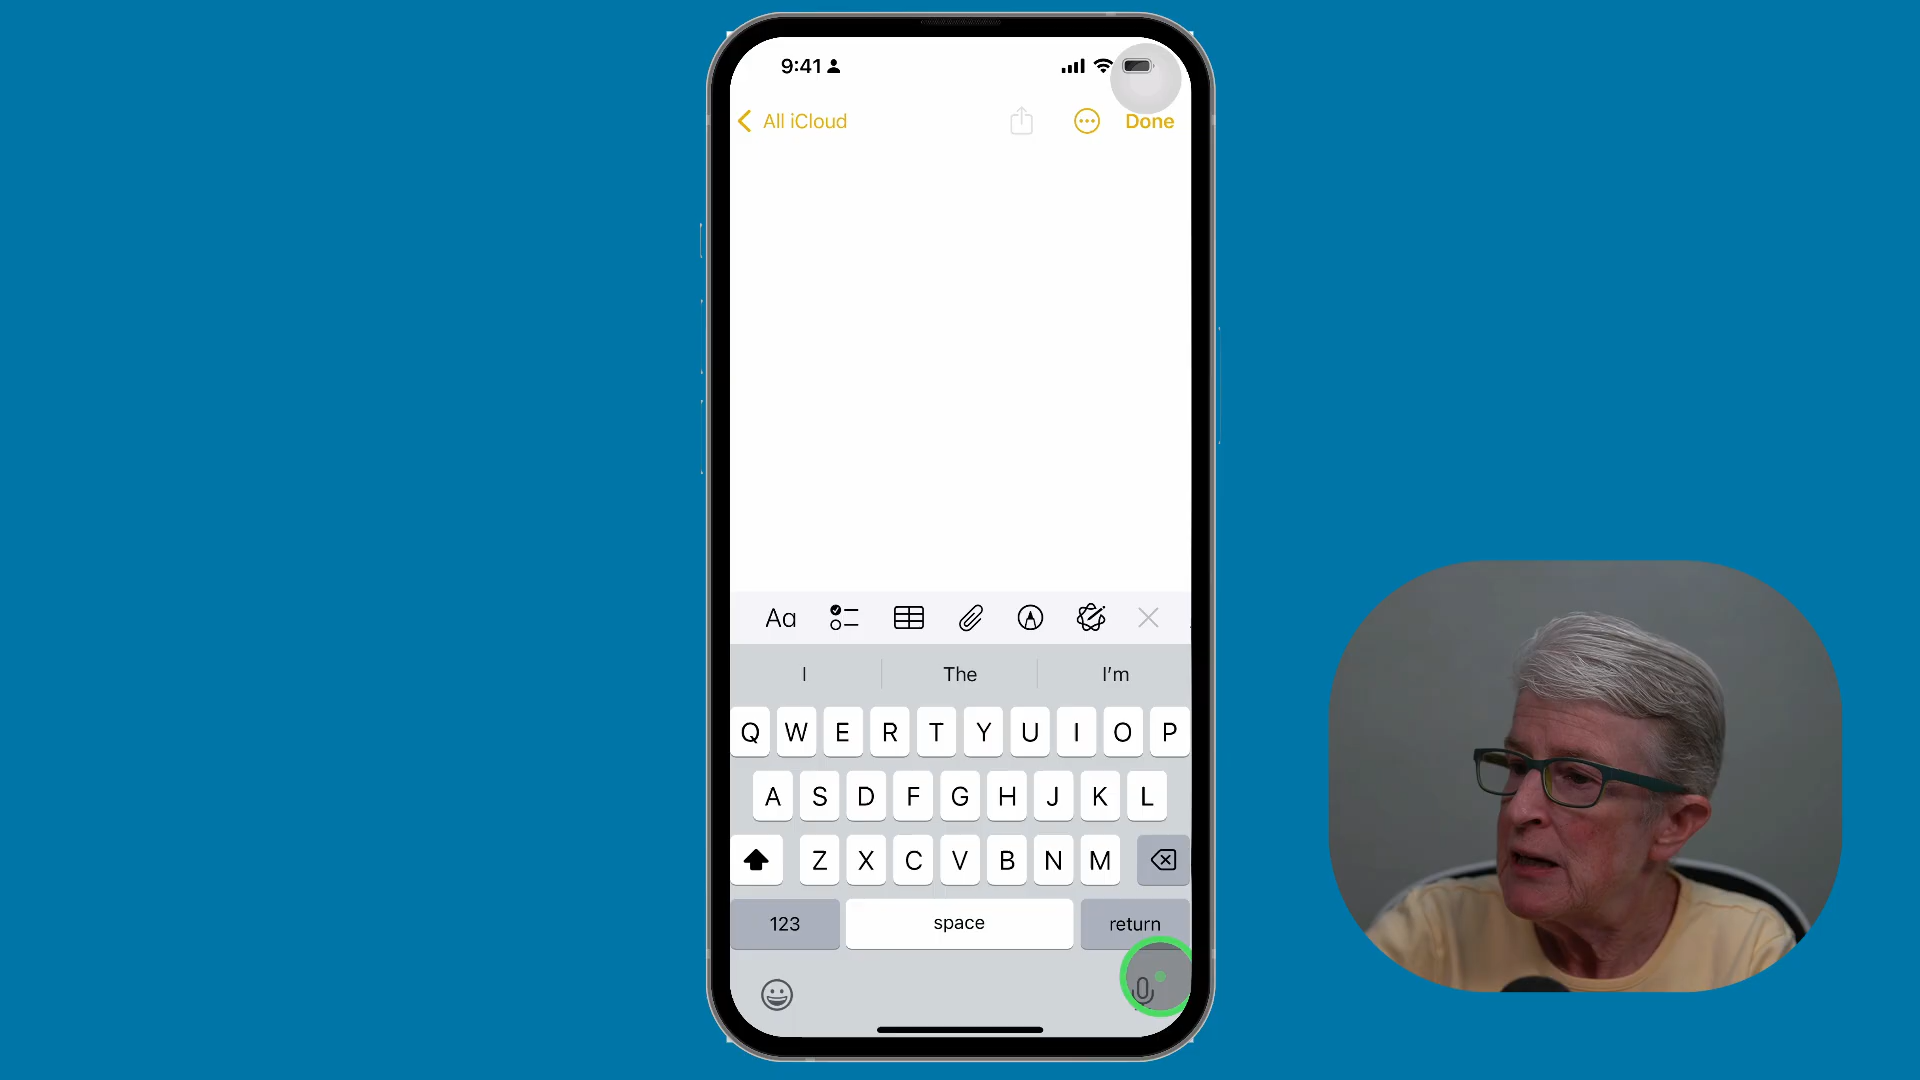 9:41
All iCloud
Done
Aa
I The I'm
Q W E R T Y U I O P
A S D F G H J K L
Z X C V B N M
123 space return